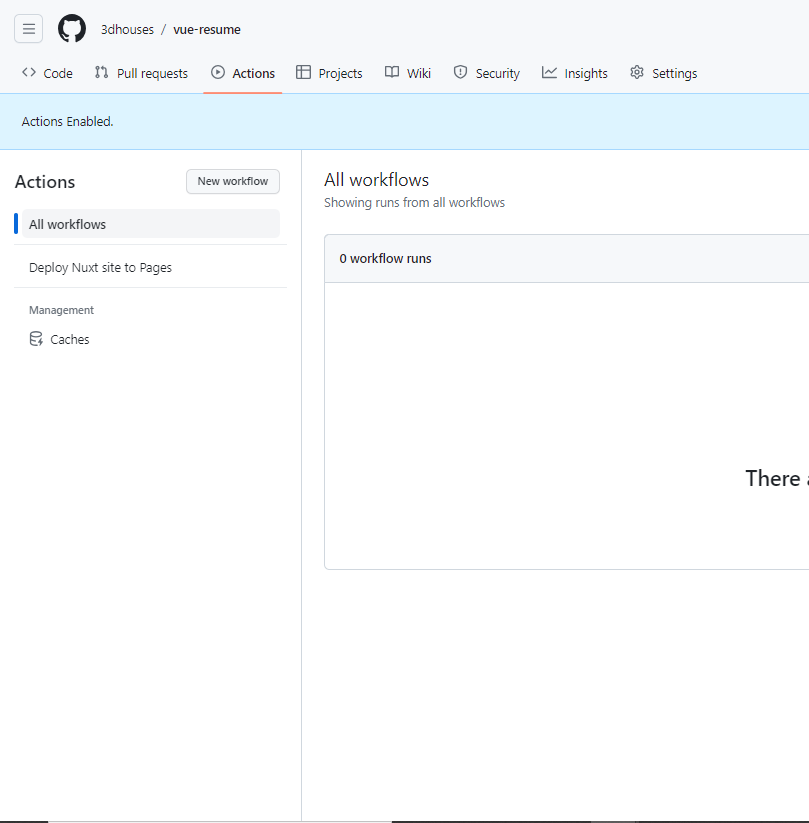 3dhouses / vue-resume
Code Pull requests Actions Projects Wiki Security Insights Settings
Actions Enabled.
Actions
New workflow
All workflows
Deploy Nuxt site to Pages
Management
Caches
All workflows
Showing runs from all workflows
0 workflow runs
There